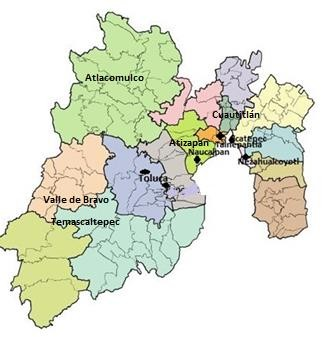 Atlacomulco
Cuautitlán
Atizapán
Ecatepec
Tlalnepantla
Naucalpan
Nezahualcoyotl
Toluca
Valle de Bravo
Temascaltepec